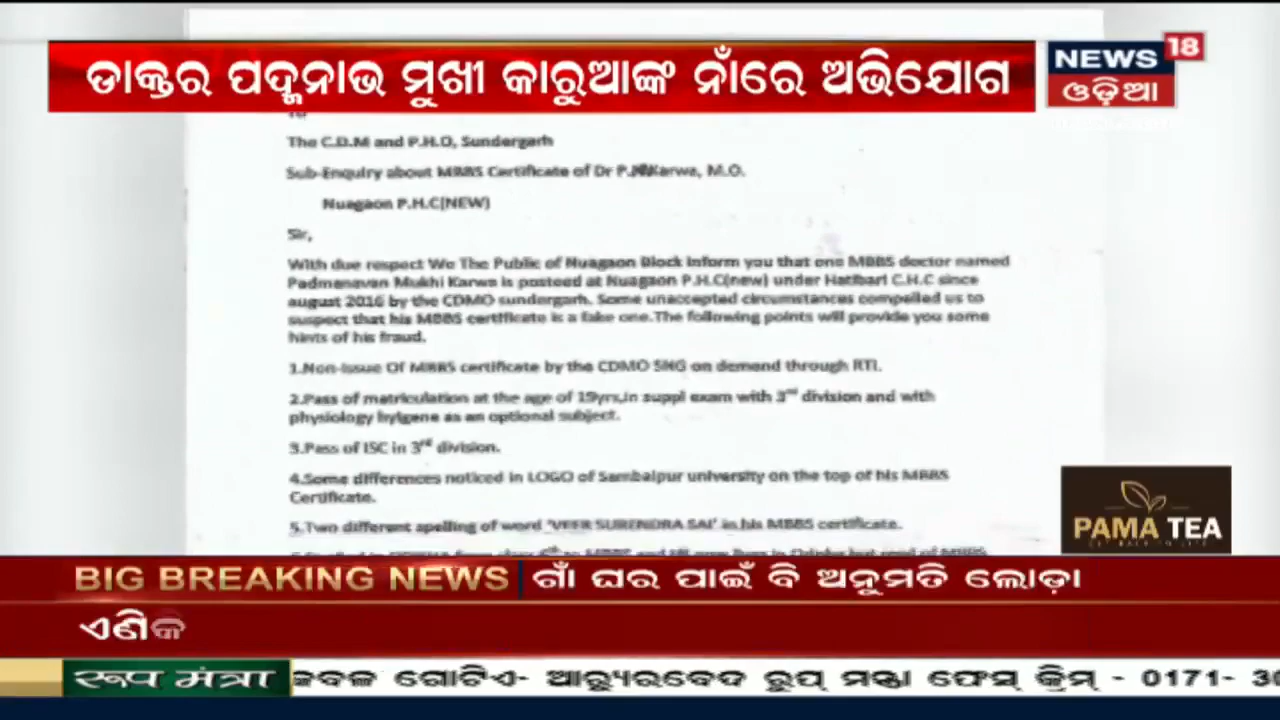 ଡାକ୍ତର ପଦ୍ମନାଭ ମୁଖୀ କାରୁଆଙ୍କ ନାଁରେ ଅଭିଯୋଗ
NEWS 18
ଓଡ଼ିଆ
To
The C.D.M and P.H.O, Sundergarh
Sub-Enquiry about MBBS Certificate of Dr P. Karwa, M.O.
Nuagaon P.H.C(NEW)
Sir,
With due respect We The Public of Nuagaon Block inform you that one MBBS doctor named
Padmanavan Mukhi Karwa is posteed at Nuagaon P.H.C(new) under Hatibari C.H.C since
august 2016 by the CDMO sundergarh. Some unaccepted circumstances compelled us to
suspect that his MBBS certificate is a fake one.The following points will provide you some
hints of his fraud.
1.Non-Issue Of MBBS certificate by the CDMO SNG on demand through RTI.
2.Pass of matriculation at the age of 19yrs,in suppl exam with 3rd division and with
physiology hylgene as an optional subject.
3.Pass of ISC in 3rd division.
4.Some differences noticed in LOGO of Sambalpur university on the top of his MBBS
Certificate.
5.Two different apelling of word 'VEER SURENDRA SAI' in his MBBS certificate.
PAMA TEA
BIG BREAKING NEWS ଗାଁ ଘର ପାଇଁ ବି ଅନୁମତି ଲୋଡ଼ା
ଏଣିକ
ରୂପ ମଂତ୍ରା କବଳ ଗୋଟିଏ- ଆୟୁରବେଦ ରୂପ୍ ମନ୍ତ୍ରା ଫେସ୍ କ୍ରିମ୍ - 0171- 30